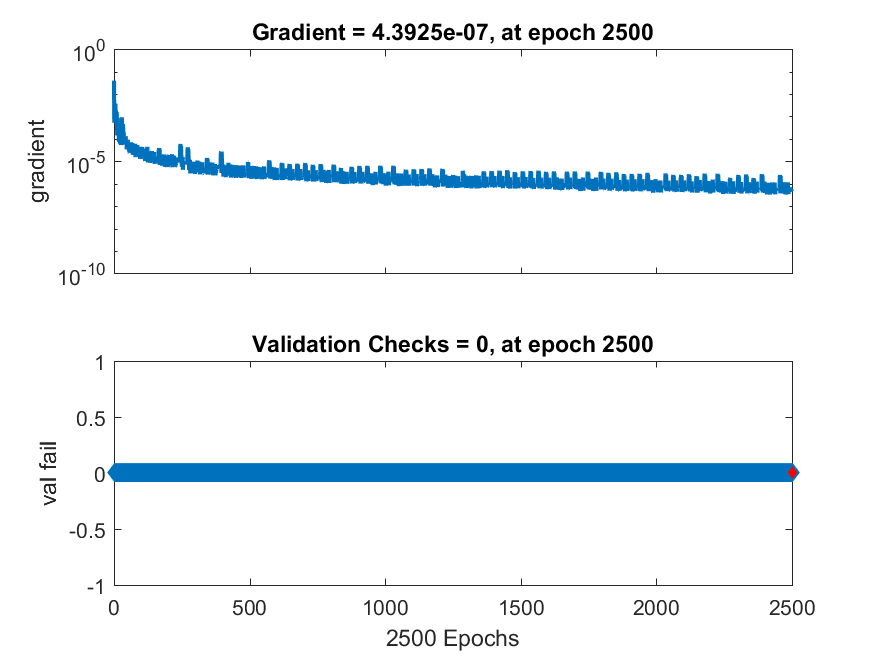 Gradient = 4.3925e-07, at epoch 2500
10^0
10^-5
10^-10
gradient
Validation Checks = 0, at epoch 2500
1
0.5
0
-0.5
-1
val fail
0 500 1000 1500 2000 2500
2500 Epochs